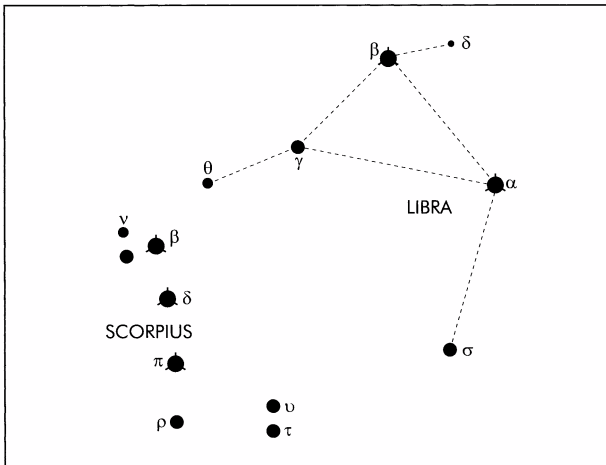 β
δ
γ
θ
α
LIBRA
ν
β
δ
SCORPIUS
π
σ
ρ
υ
τ